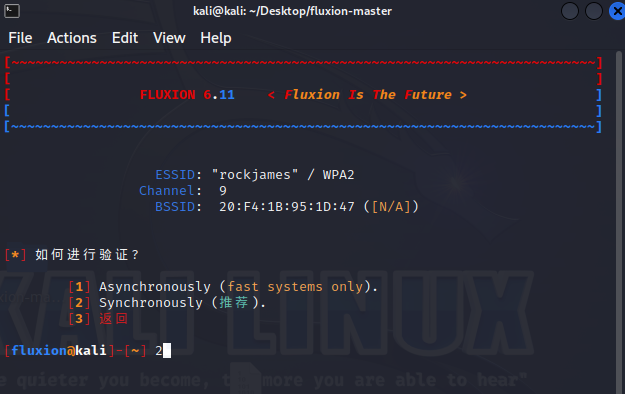 kali@kali: ~/Desktop/fluxion-master
File Actions Edit View Help
[~~~~~~~~~~~~~~~~~~~~~~~~~~~~~~~~~~~~~~~~~~~~~~~~~~~~~~~~~~~~~~~~~~~~~~~~]
[ ]
[ FLUXION 6.11 < Fluxion Is The Future > ]
[ ]
[~~~~~~~~~~~~~~~~~~~~~~~~~~~~~~~~~~~~~~~~~~~~~~~~~~~~~~~~~~~~~~~~~~~~~~~~]
ESSID: "rockjames" / WPA2
Channel: 9
BSSID: 20:F4:1B:95:1D:47 ([N/A])
[*] 如何进行验证?
[1] Asynchronously (fast systems only).
[2] Synchronously (推荐).
[3] 返回
KALI LINUX
[fluxion@kali]-[~] 2
e quieter you become, the more you are able to hear"